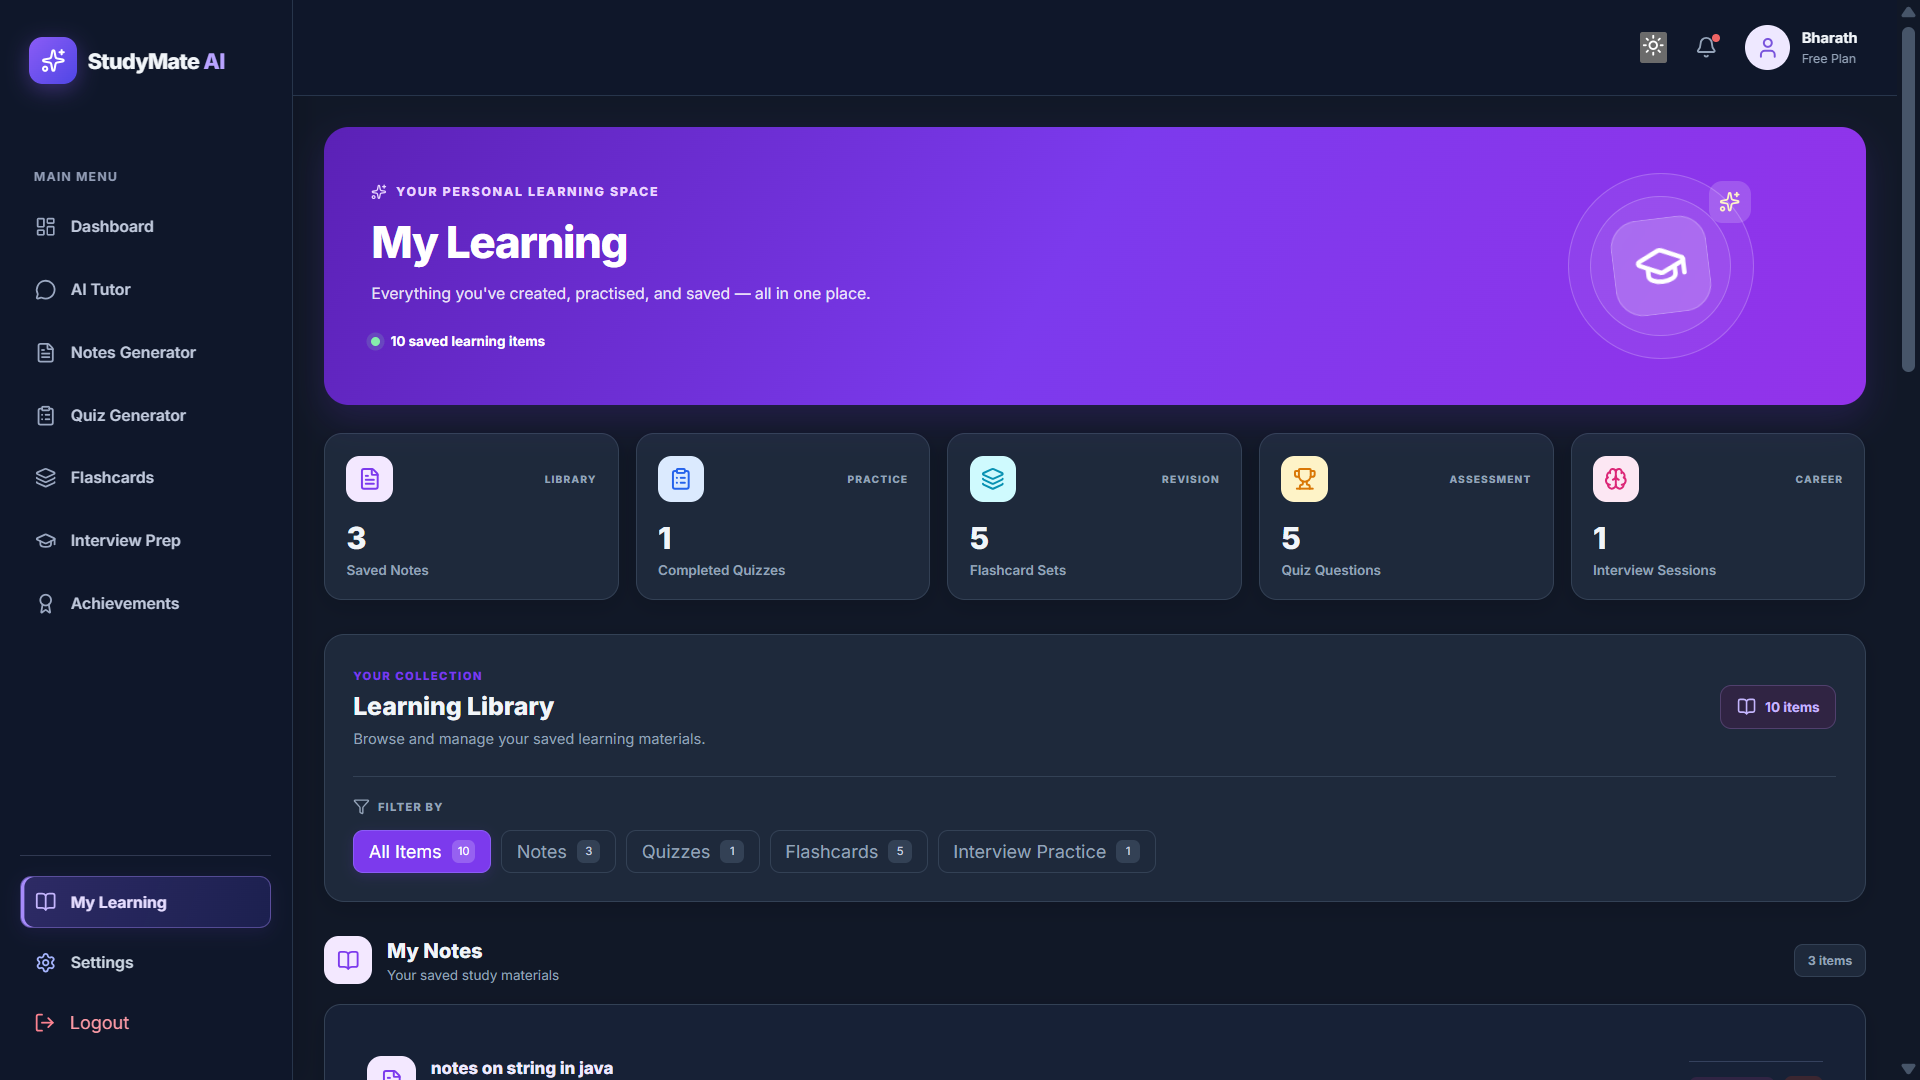 StudyMate AI
MAIN MENU
Dashboard
AI Tutor
Notes Generator
Quiz Generator
Flashcards
Interview Prep
Achievements
My Learning
Settings
Logout
Bharath
Free Plan
YOUR PERSONAL LEARNING SPACE
My Learning
Everything you've created, practised, and saved — all in one place.
10 saved learning items
LIBRARY
3
Saved Notes
PRACTICE
1
Completed Quizzes
REVISION
5
Flashcard Sets
ASSESSMENT
5
Quiz Questions
CAREER
1
Interview Sessions
YOUR COLLECTION
Learning Library
Browse and manage your saved learning materials.
10 items
FILTER BY
All Items 10
Notes 3
Quizzes 1
Flashcards 5
Interview Practice 1
My Notes
Your saved study materials
3 items
notes on string in java